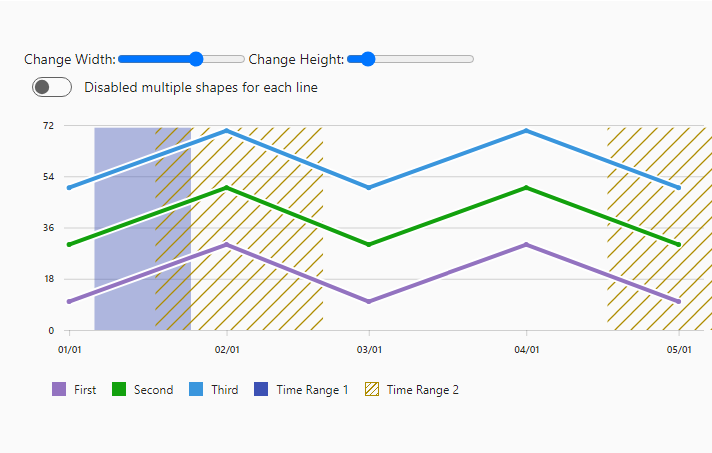 Change Width: Change Height:
Disabled multiple shapes for each line
72
54
36
18
0
01/01 02/01 03/01 04/01 05/01
First Second Third Time Range 1 Time Range 2